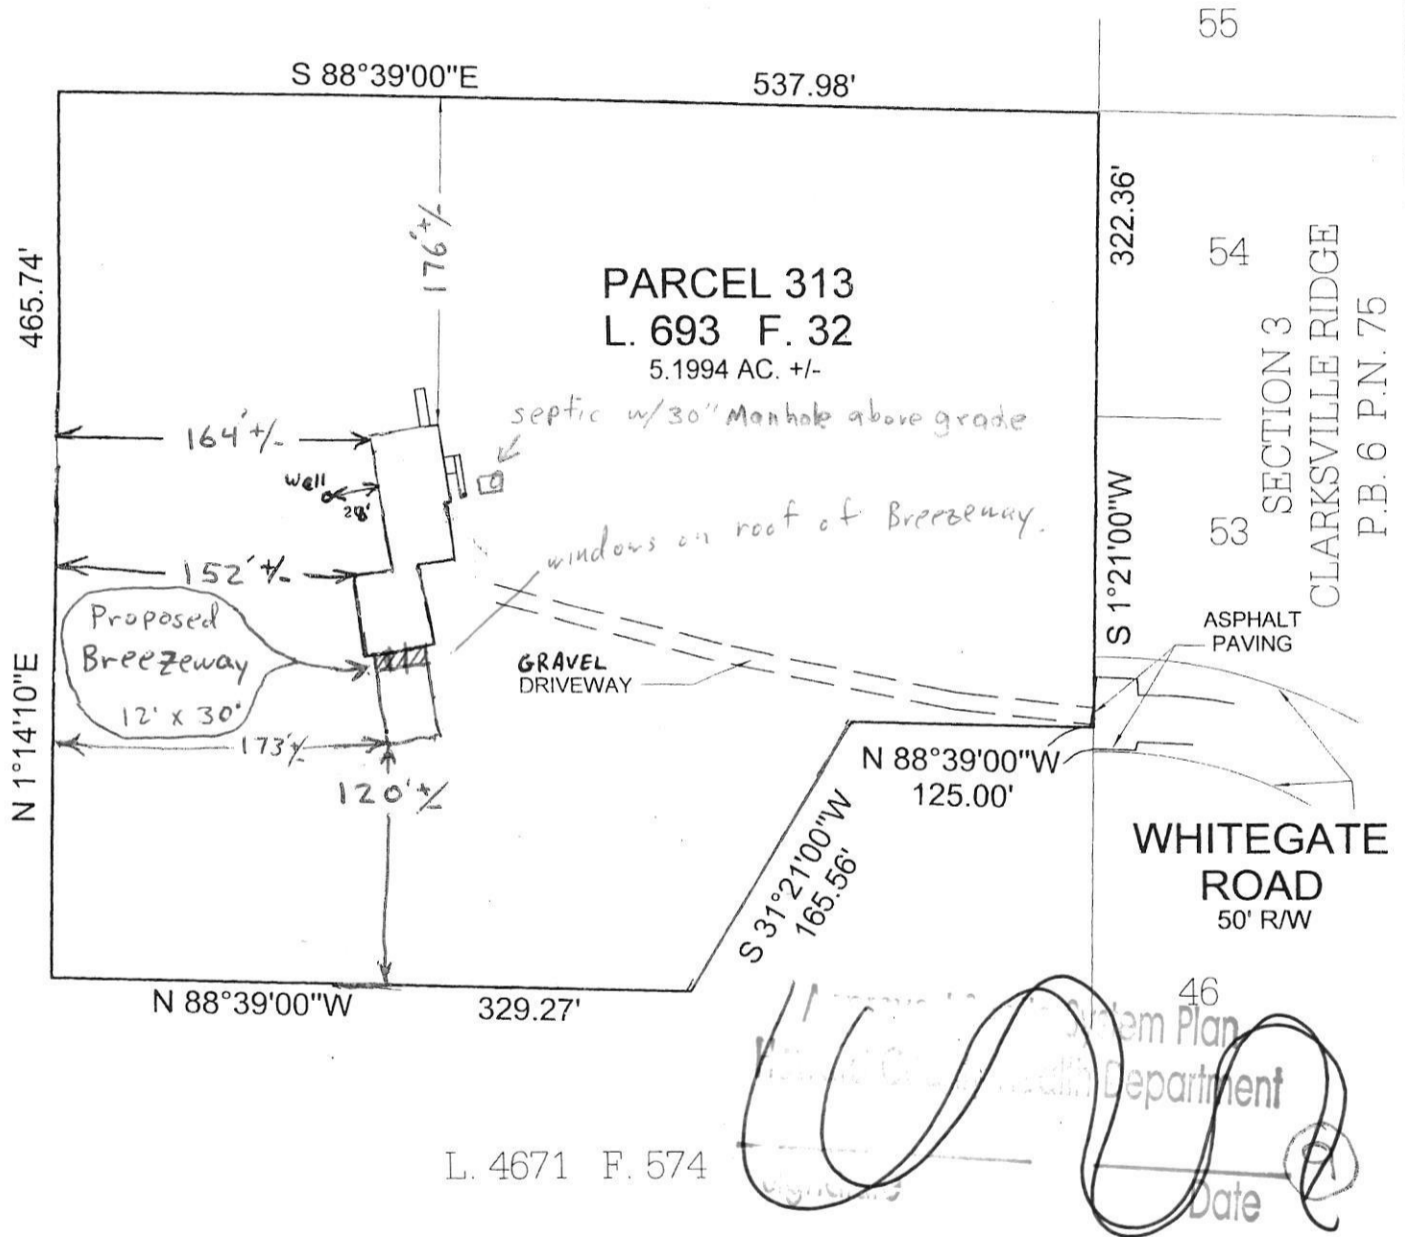 55
S 88°39'00"E
537.98'
322.36'
176'+/-
465.74'
54
PARCEL 313
L. 693 F. 32
5.1994 AC. +/-
SECTION 3
CLARKSVILLE RIDGE
P.B. 6 P.N. 75
septic w/30" Manhole above grade
164'+/-
well
28'
windows on roof of Breezeway.
53
S 1°21'00"W
152'+/-
Proposed
Breezeway
12' x 30'
ASPHALT
PAVING
GRAVEL
DRIVEWAY
N 1°14'10"E
173'+/-
120'+/-
N 88°39'00"W
125.00'
S 31°21'00"W
165.56'
WHITEGATE
ROAD
50' R/W
N 88°39'00"W
329.27'
46
System Plan
Health Department
L. 4671 F. 574
Signature
Date